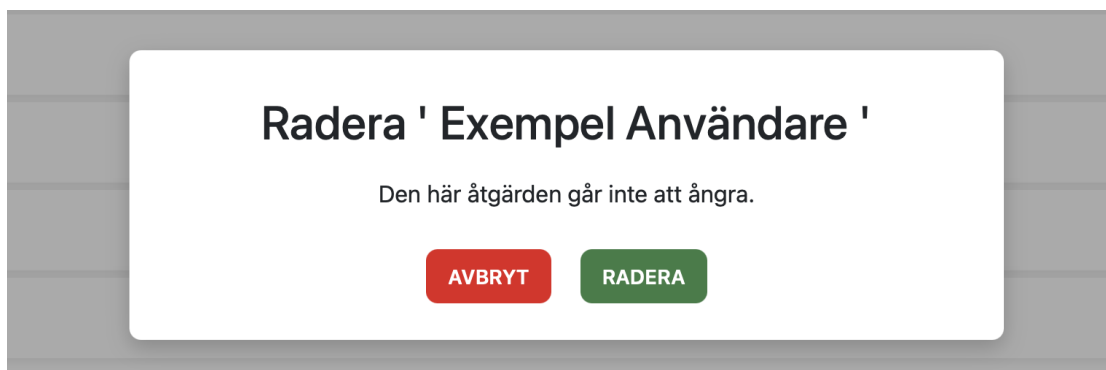 Radera ' Exempel Användare '
Den här åtgärden går inte att ångra.
AVBRYT RADERA